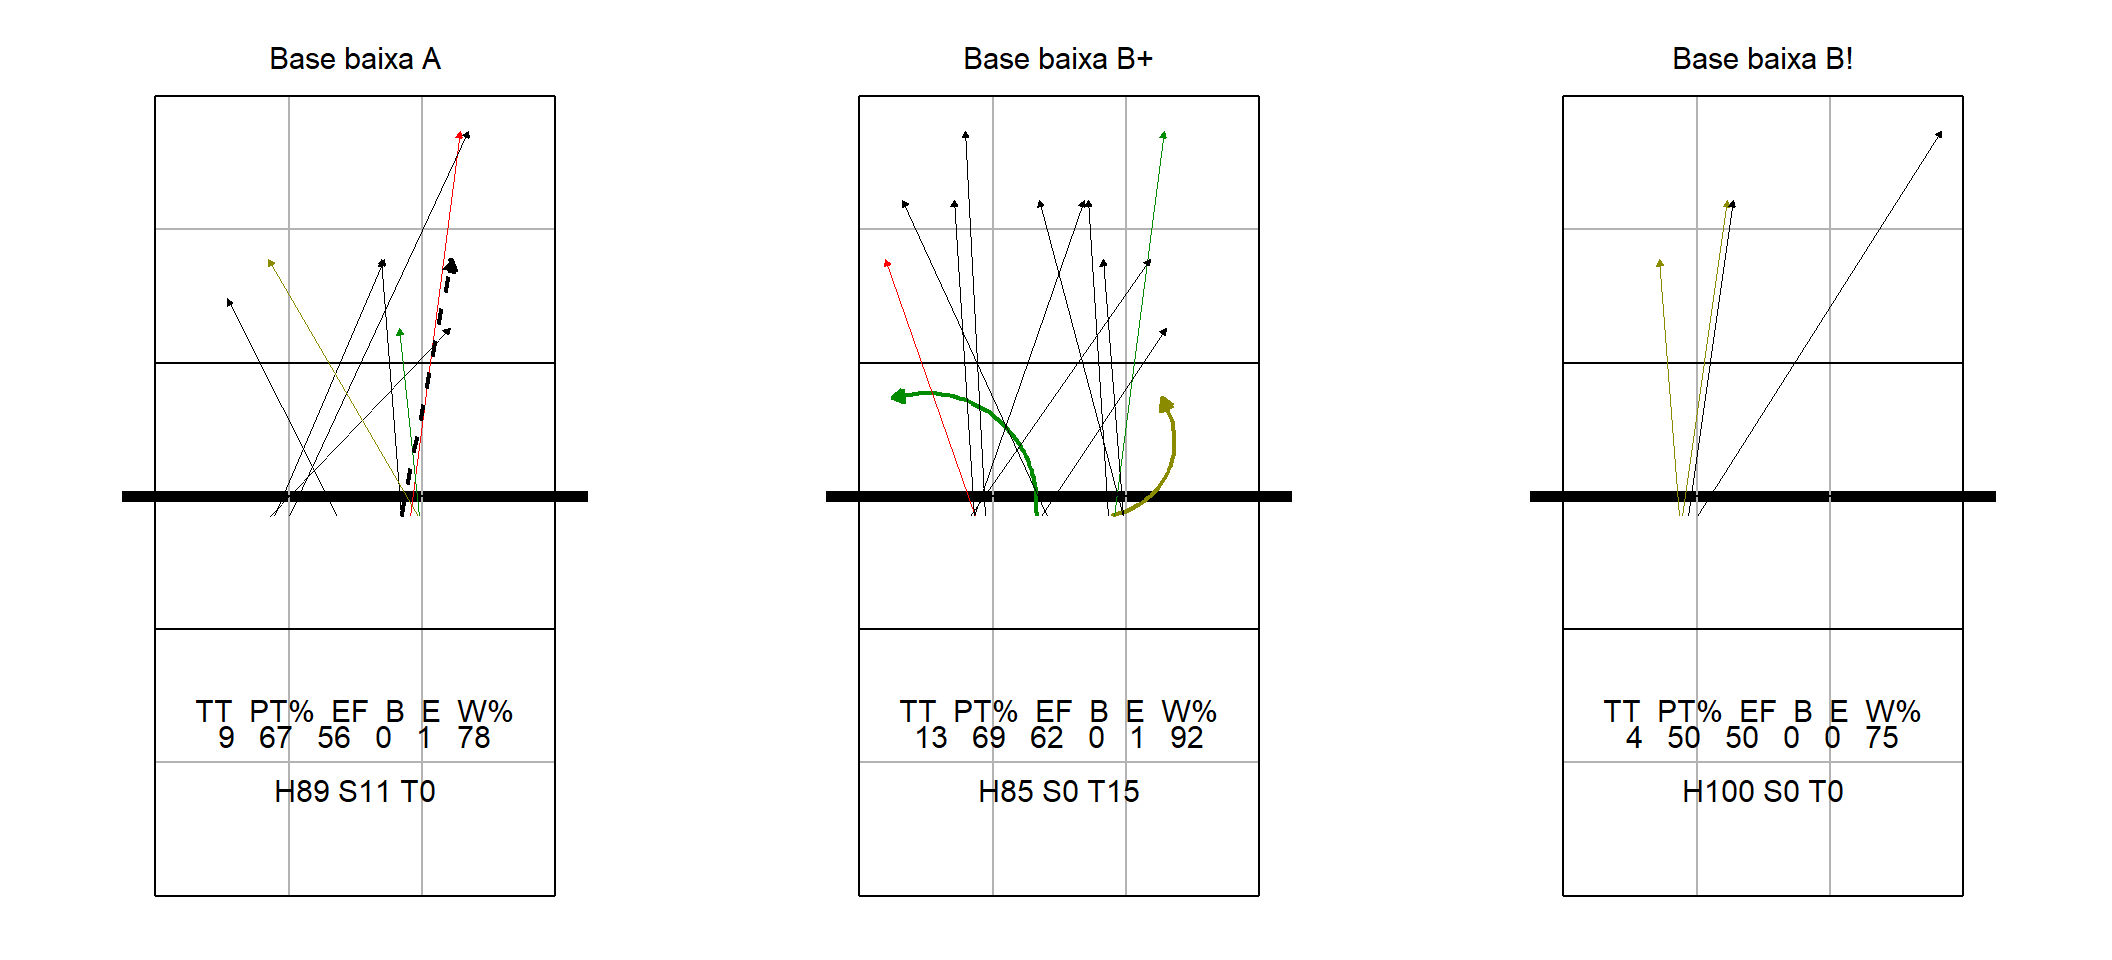 Base baixa A
TT PT% EF B E W%
9 67 56 0 1 78
H89 S11 T0
Base baixa B+
TT PT% EF B E W%
13 69 62 0 1 92
H85 S0 T15
Base baixa B!
TT PT% EF B E W%
4 50 50 0 0 75
H100 S0 T0